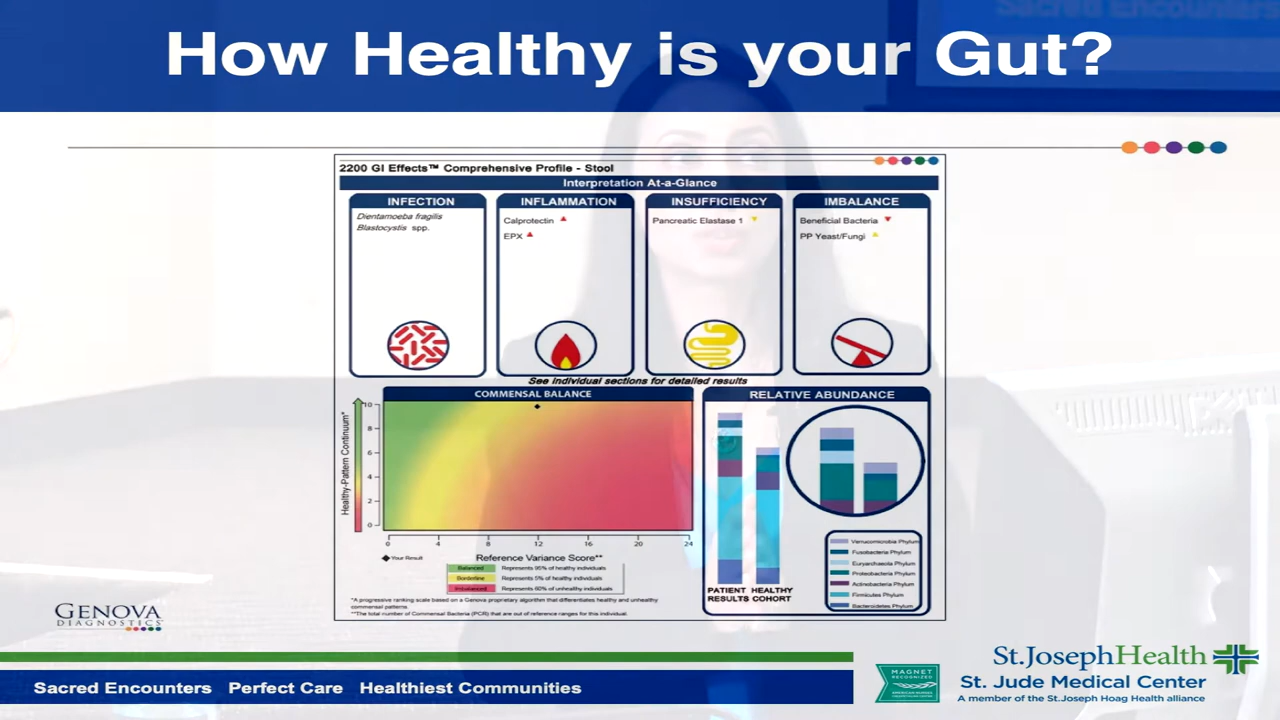 Sacred Encounters
How Healthy is your Gut?
2200 GI Effects™ Comprehensive Profile - Stool
Interpretation At-a-Glance
INFECTION
Dientamoeba fragilis
Blastocystis spp.
INFLAMMATION
Calprotectin
EPX
INSUFFICIENCY
Pancreatic Elastase 1
IMBALANCE
Beneficial Bacteria
PP Yeast/Fungi
See individual sections for detailed results
COMMENSAL BALANCE
Healthy-Pattern Continuum*
10
8
6
4
2
0
0 4 8 12 16 20 24
Your Result
Reference Variance Score**
Balanced Represents 95% of healthy individuals
Borderline Represents 5% of healthy individuals
Imbalanced Represents 60% of unhealthy individuals
*A progressive ranking scale based on a Genova proprietary algorithm that differentiates healthy and unhealthy
commensal patterns.
**The total number of Commensal Bacteria (PCR) that are out of reference ranges for this individual.
RELATIVE ABUNDANCE
PATIENT HEALTHY
RESULTS COHORT
Verrucomicrobia Phylum
Fusobacteria Phylum
Euryarchaeota Phylum
Proteobacteria Phylum
Actinobacteria Phylum
Firmicutes Phylum
Bacteroidetes Phylum
GENOVA
DIAGNOSTICS
Sacred Encounters Perfect Care Healthiest Communities
MAGNET
RECOGNIZED
St.JosephHealth
St. Jude Medical Center
A member of the St.Joseph Hoag Health alliance